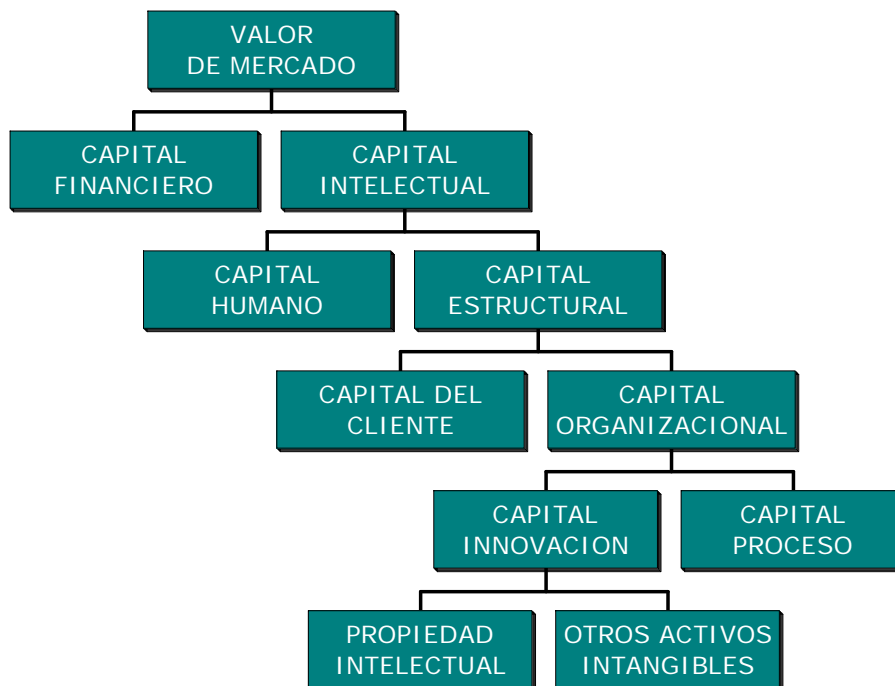 VALOR
DE MERCADO
CAPITAL
FINANCIERO
CAPITAL
INTELECTUAL
CAPITAL
HUMANO
CAPITAL
ESTRUCTURAL
CAPITAL DEL
CLIENTE
CAPITAL
ORGANIZACIONAL
CAPITAL
INNOVACION
CAPITAL
PROCESO
PROPIEDAD
INTELECTUAL
OTROS ACTIVOS
INTANGIBLES